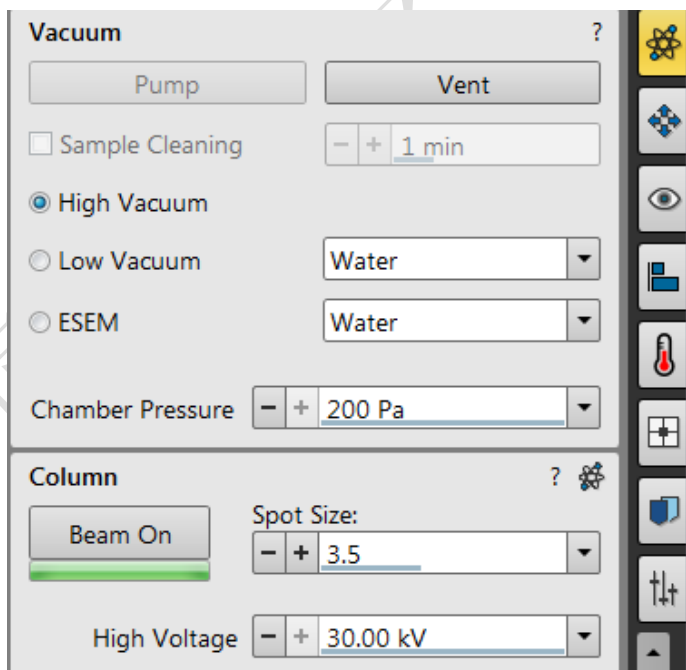 Vacuum ?
Pump Vent
Sample Cleaning - + 1 min
High Vacuum
Low Vacuum Water
ESEM Water
Chamber Pressure - + 200 Pa
Column ?
Beam On
Spot Size:
- + 3.5
High Voltage - + 30.00 kV